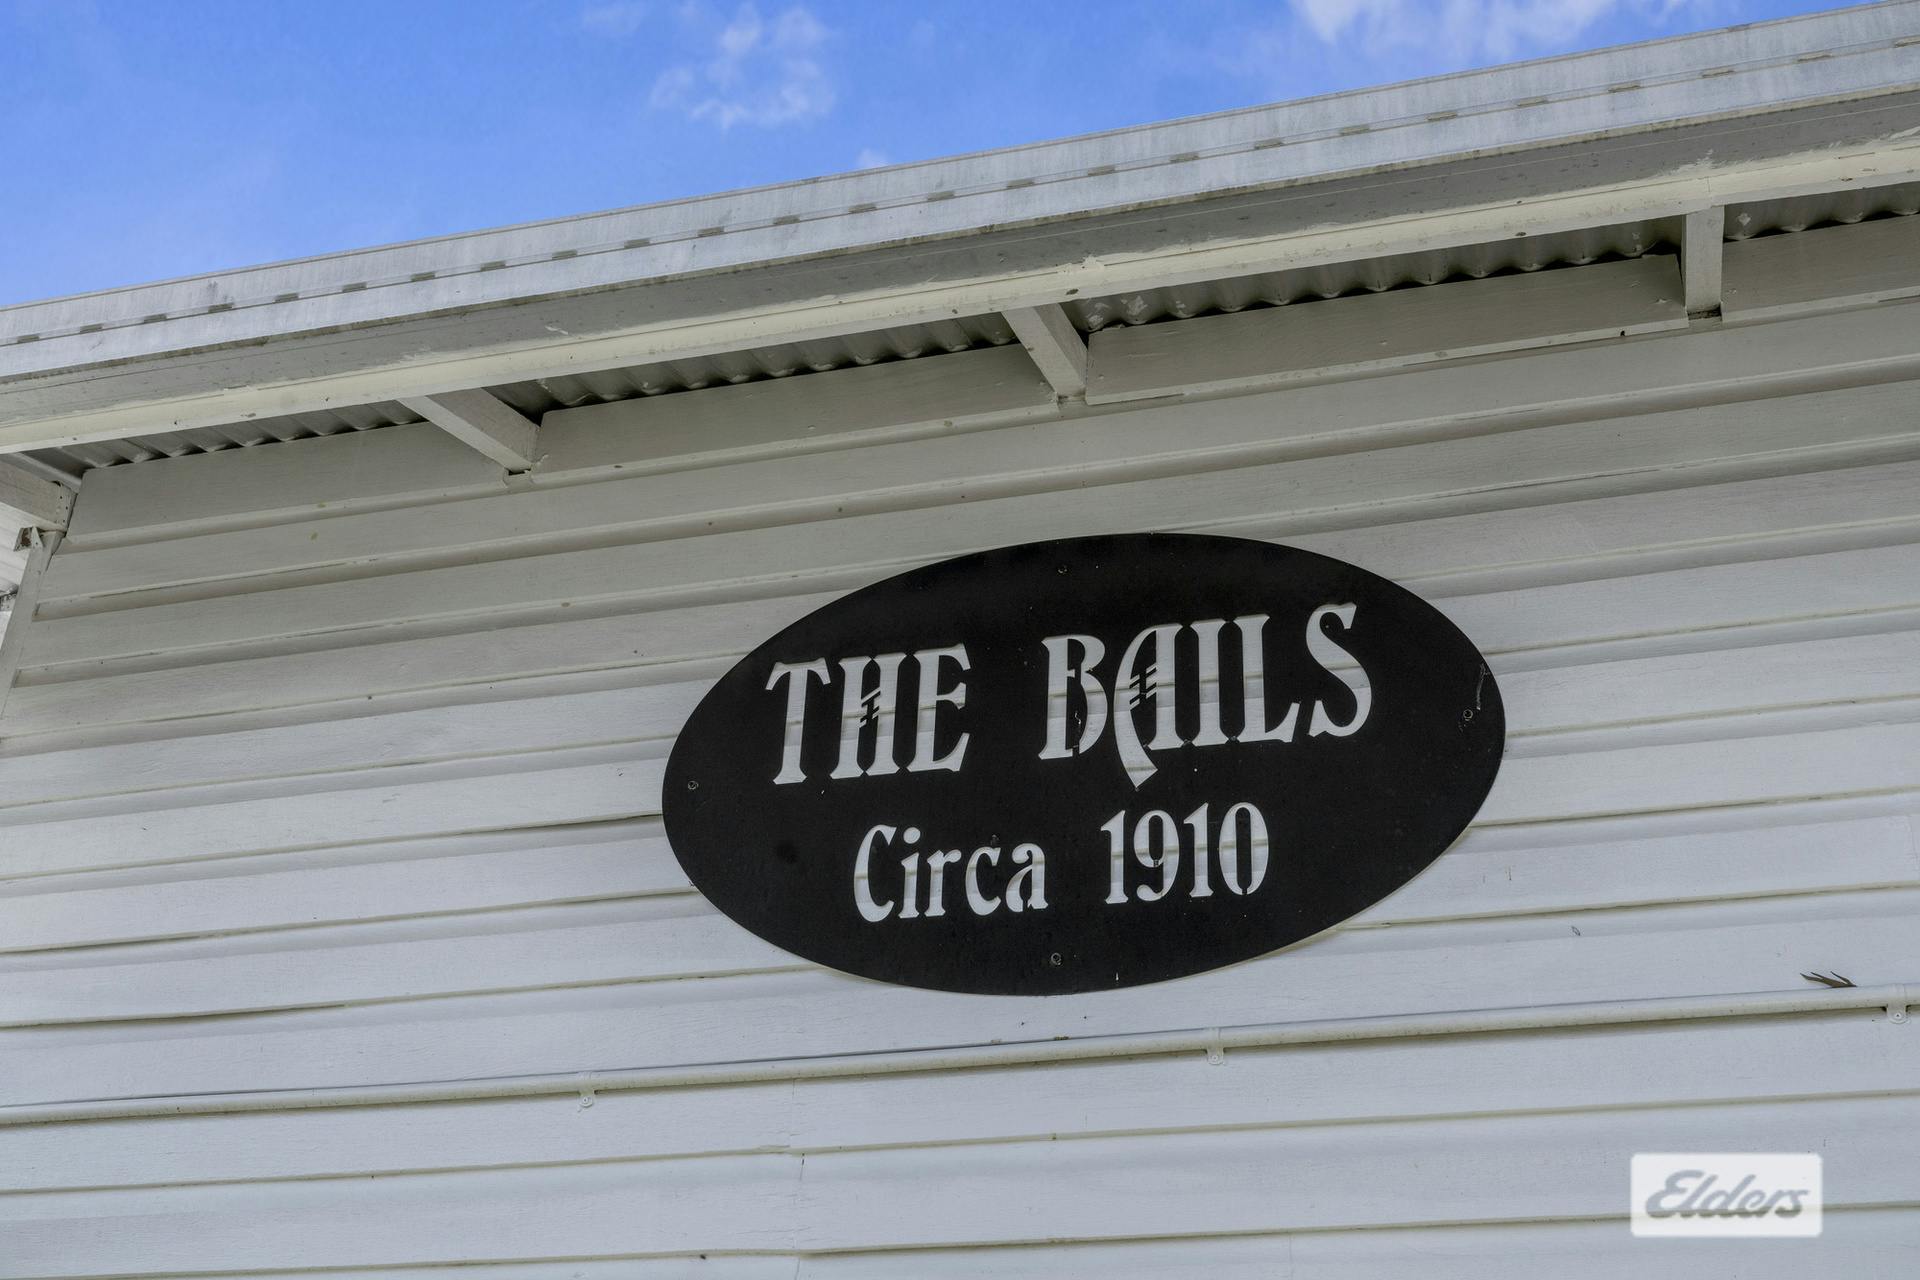 THE BAILS
Circa 1910
Elders